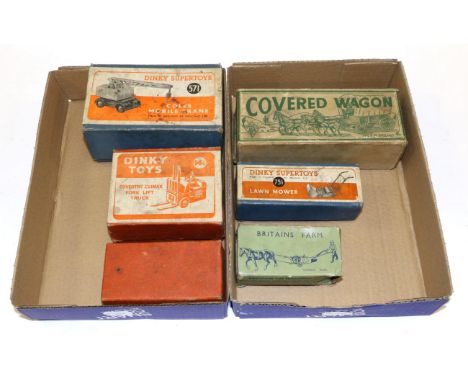 DINKY SUPERTOYS
571
COLES
MOBILE CRANE
DINKY
TOYS
COVENTRY CLIMAX
FORK LIFT
TRUCK
COVERED WAGON
DINKY SUPERTOYS
751
LAWN MOWER
BRITAINS FARM